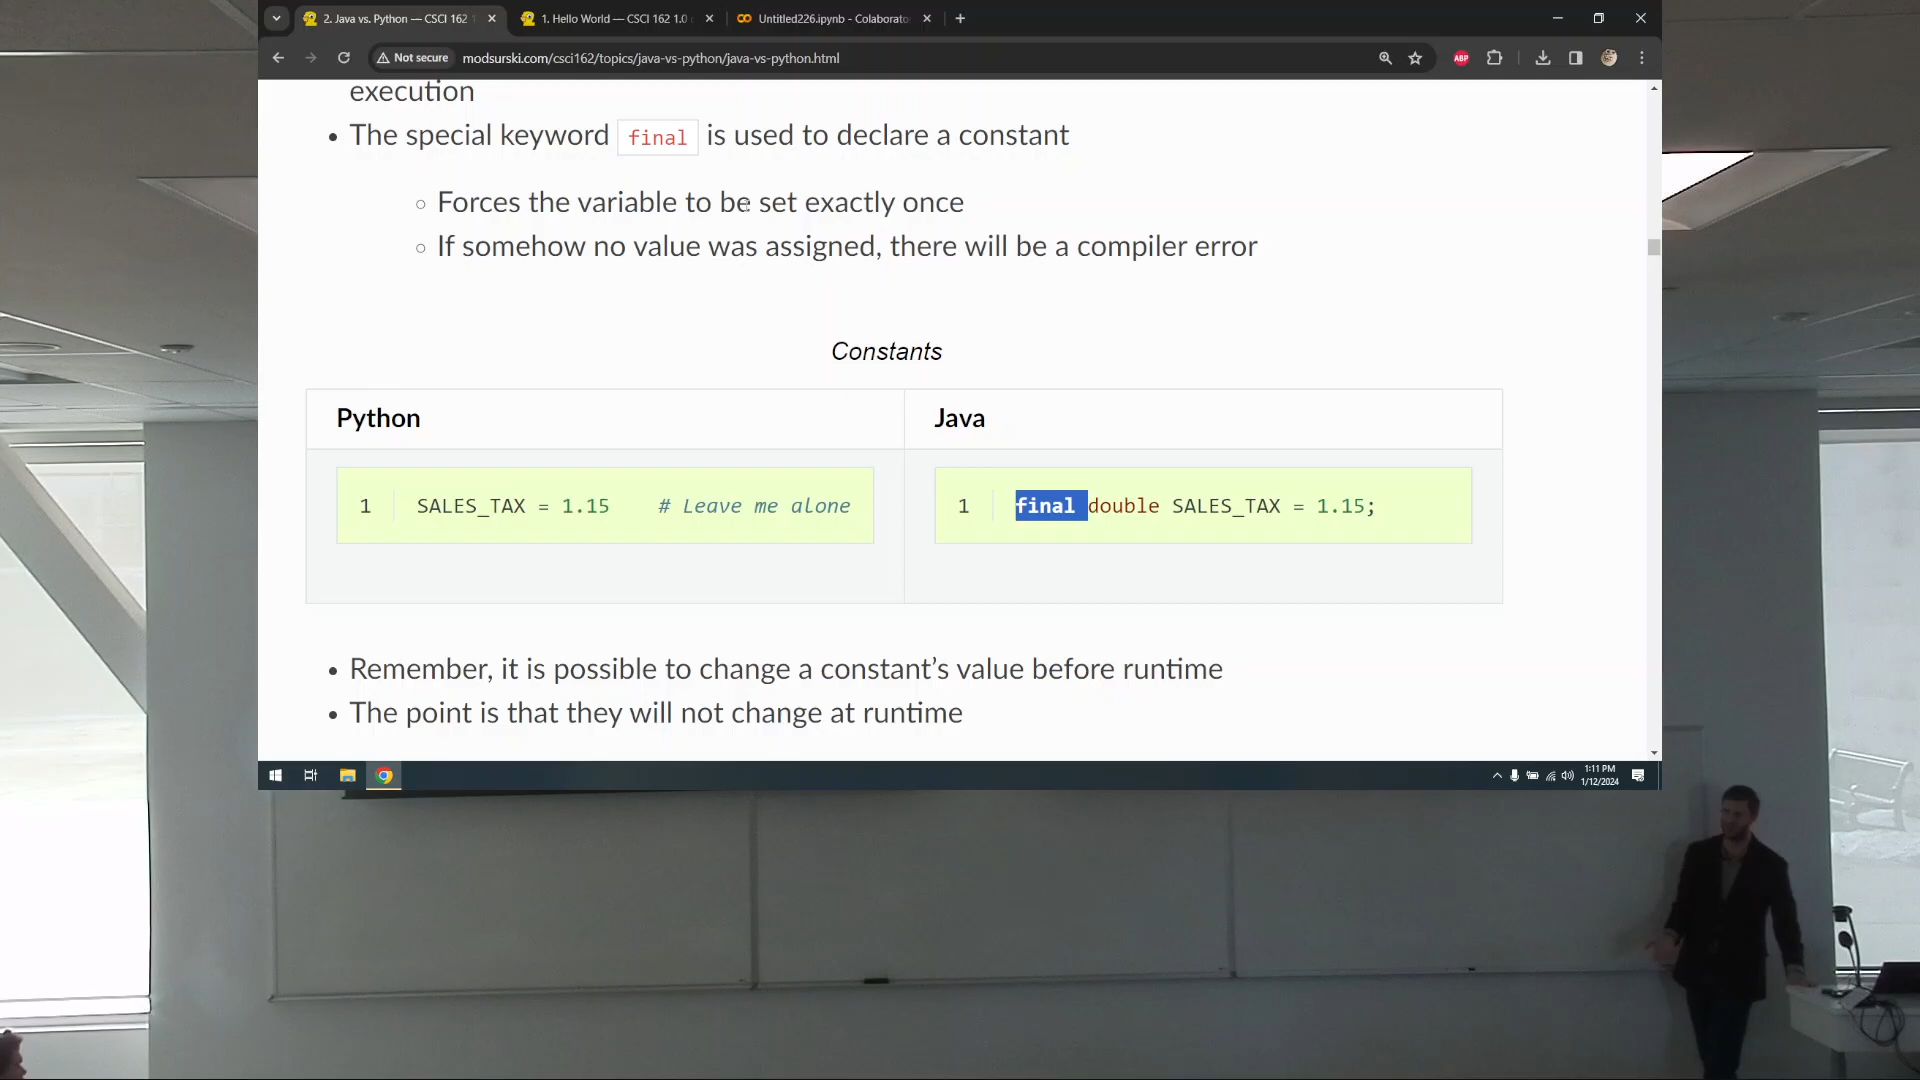 2. Java vs. Python — CSCI 162
1. Hello World — CSCI 162 1.0
Untitled226.ipynb - Colaborato
Not secure
modsurski.com/csci162/topics/java-vs-python/java-vs-python.html
ABP
execution
• The special keyword final is used to declare a constant
◦ Forces the variable to be set exactly once
◦ If somehow no value was assigned, there will be a compiler error
Constants
Python
Java
1 SALES_TAX = 1.15 # Leave me alone
1 final double SALES_TAX = 1.15;
• Remember, it is possible to change a constant’s value before runtime
• The point is that they will not change at runtime
1:11 PM
1/12/2024